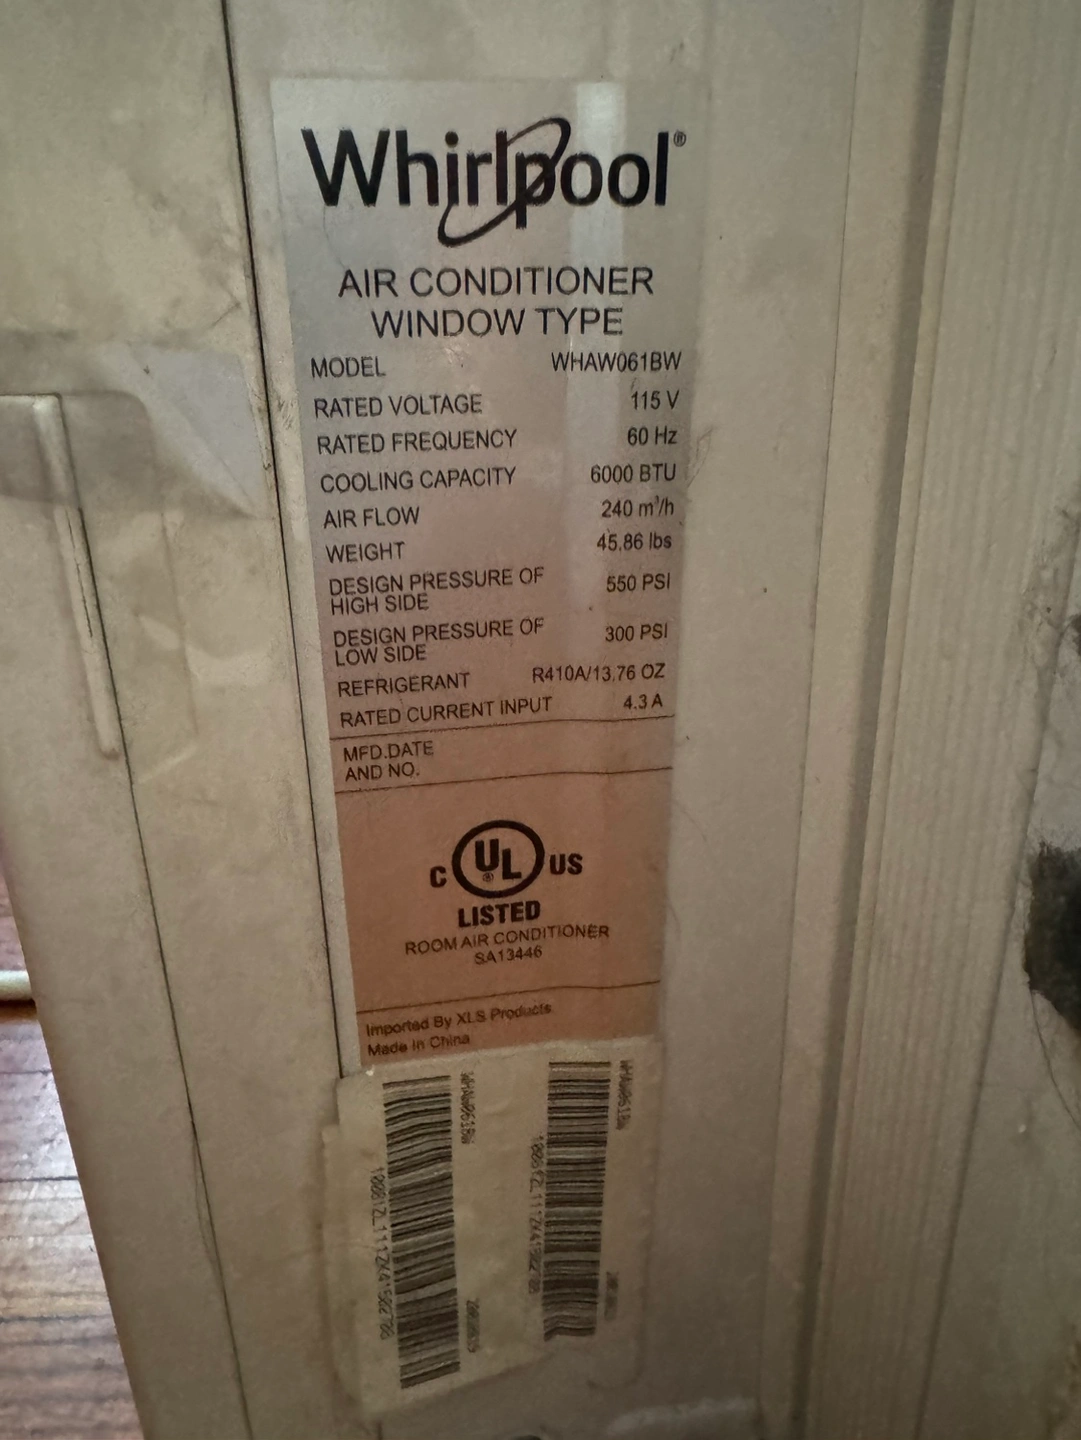 Whirlpool®
AIR CONDITIONER
WINDOW TYPE
MODEL WHAW061BW
RATED VOLTAGE 115 V
RATED FREQUENCY 60 Hz
COOLING CAPACITY 6000 BTU
AIR FLOW 240 m³/h
WEIGHT 45.86 lbs
DESIGN PRESSURE OF
HIGH SIDE 550 PSI
DESIGN PRESSURE OF
LOW SIDE 300 PSI
REFRIGERANT R410A/13.76 OZ
RATED CURRENT INPUT 4.3 A
MFD.DATE
AND NO.
C UL® US
LISTED
ROOM AIR CONDITIONER
SA13446
Imported By XLS Products
Made in China
WHAW061BW
WHAW061BW